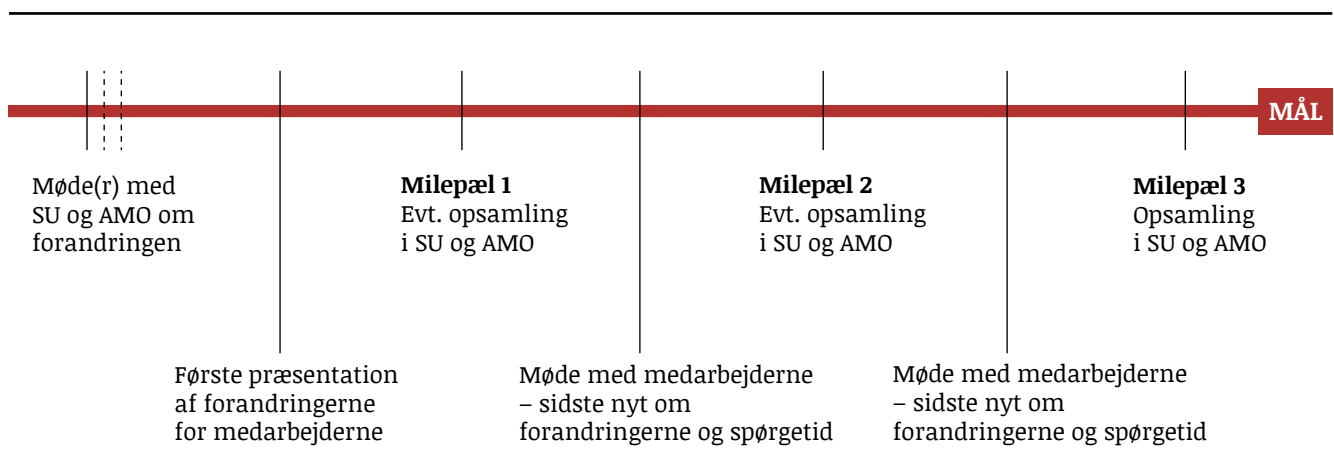 MÅL
Møde(r) med
SU og AMO om
forandringen
Milepæl 1
Evt. opsamling
i SU og AMO
Milepæl 2
Evt. opsamling
i SU og AMO
Milepæl 3
Opsamling
i SU og AMO
Første præsentation
af forandringerne
for medarbejderne
Møde med medarbejderne
– sidste nyt om
forandringerne og spørgetid
Møde med medarbejderne
– sidste nyt om
forandringerne og spørgetid